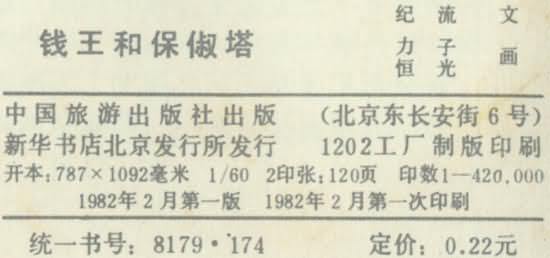 钱王和保俶塔
纪流 文
力子
恒光 画
中国旅游出版社出版 （北京东长安街6号）
新华书店北京发行所发行 1202工厂制版印刷
开本：787×1092毫米 1/60 2印张：120页 印数1—420,000
1982年2月第一版 1982年2月第一次印刷
统一书号：8179·174 定价：0.22元